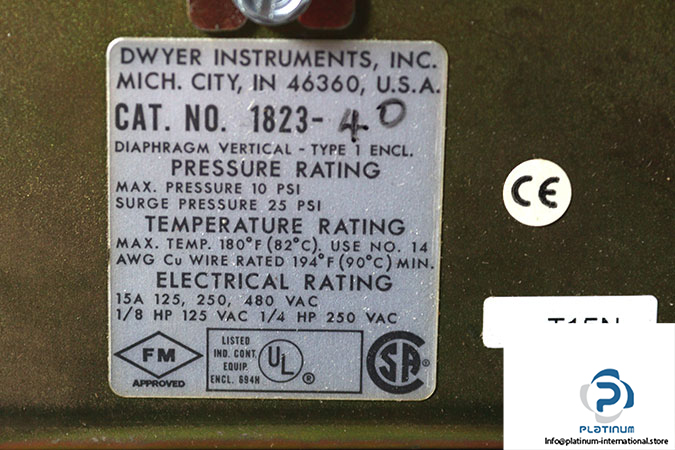 DWYER INSTRUMENTS, INC.
MICH. CITY, IN 46360, U.S.A.
CAT. NO. 1823-40
DIAPHRAGM VERTICAL - TYPE 1 ENCL.
PRESSURE RATING
MAX. PRESSURE 10 PSI
SURGE PRESSURE 25 PSI
TEMPERATURE RATING
MAX. TEMP. 180°F (82°C). USE NO. 14
AWG Cu WIRE RATED 194°F (90°C) MIN.
ELECTRICAL RATING
15A 125, 250, 480 VAC
1/8 HP 125 VAC 1/4 HP 250 VAC
FM
APPROVED
LISTED
IND. CONT.
EQUIP.
ENCL. 694H
UL
®
CSA
CE
PLATINUM
Info@platinum-international.store